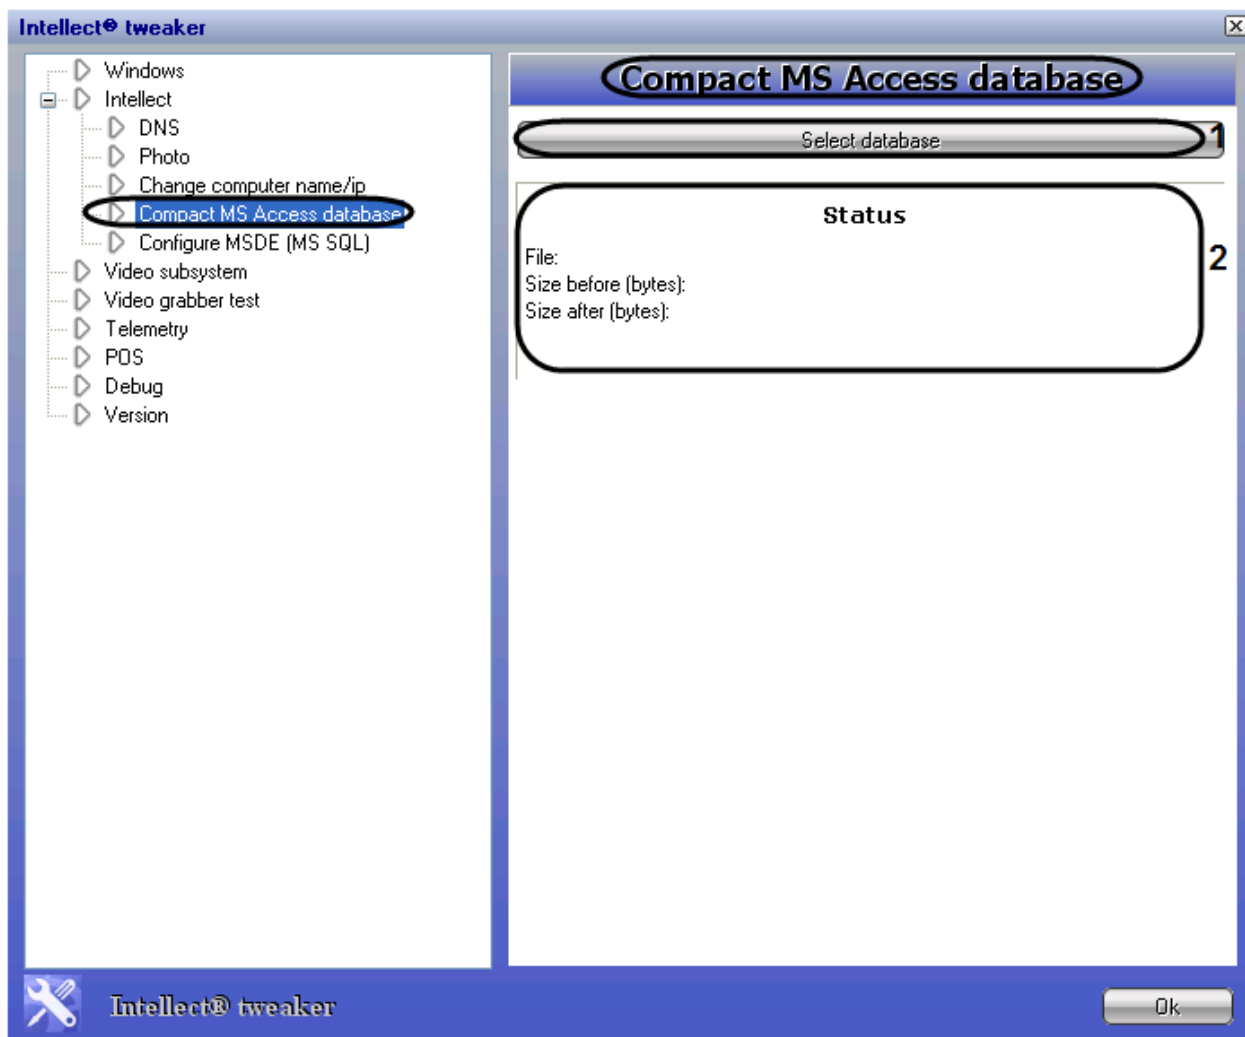 Intellect® tweaker
Windows
Intellect
DNS
Photo
Change computer name/ip
Compact MS Access database
Configure MSDE (MS SQL)
Video subsystem
Video grabber test
Telemetry
POS
Debug
Version
Compact MS Access database
Select database
1
Status
2
File:
Size before (bytes):
Size after (bytes):
Intellect® tweaker
Ok